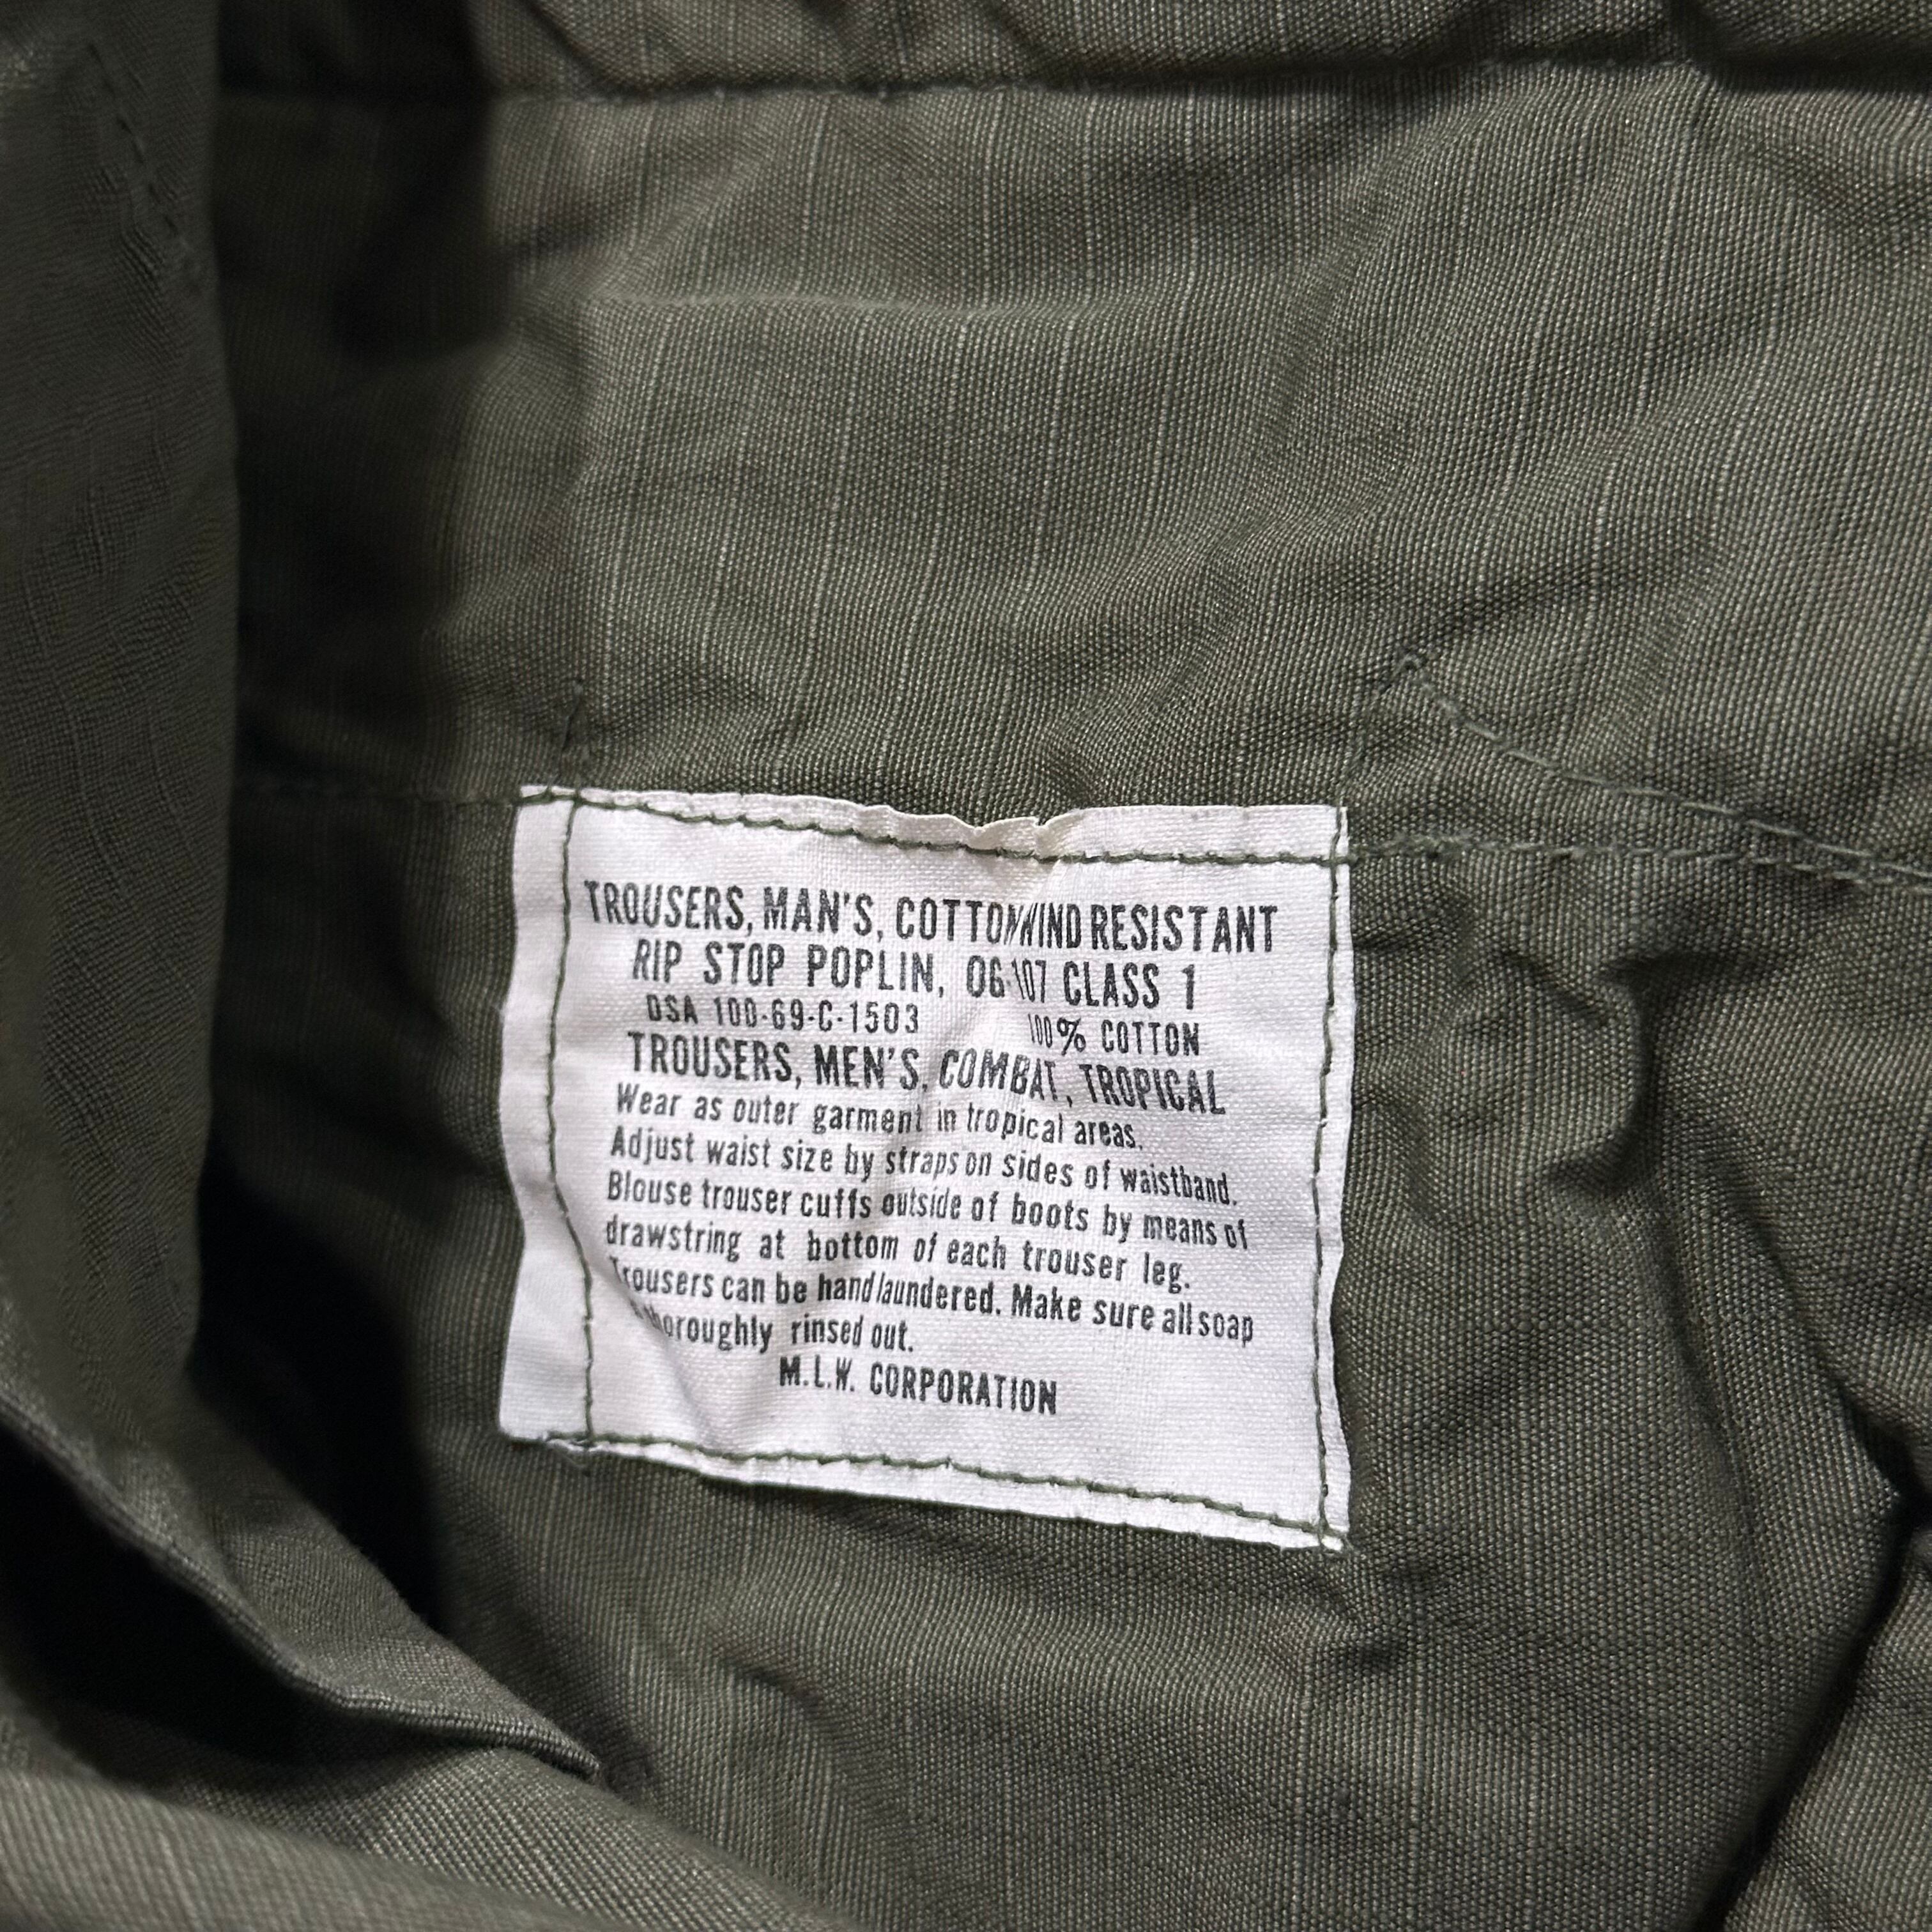 TROUSERS, MAN'S, COTTON WIND RESISTANT
RIP STOP POPLIN, OG-107 CLASS 1
DSA 100-69-C-1503 100% COTTON
TROUSERS, MEN'S, COMBAT, TROPICAL
Wear as outer garment in tropical areas.
Adjust waist size by straps on sides of waistband.
Blouse trouser cuffs outside of boots by means of
drawstring at bottom of each trouser leg.
Trousers can be hand laundered. Make sure all soap
thoroughly rinsed out.
M.L.W. CORPORATION